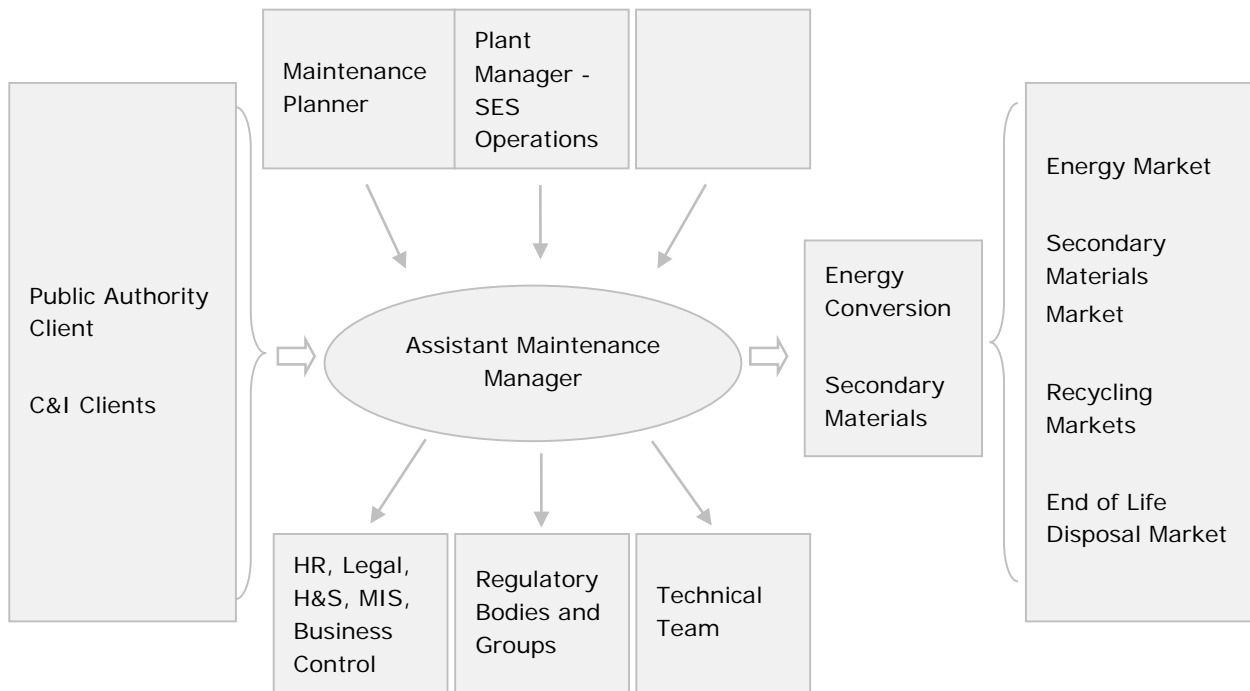 Public Authority
Client
C&I Clients
Maintenance
Planner
Plant
Manager -
SES
Operations
Assistant Maintenance
Manager
HR, Legal,
H&S, MIS,
Business
Control
Regulatory
Bodies and
Groups
Technical
Team
Energy
Conversion
Secondary
Materials
Energy Market
Secondary
Materials
Market
Recycling
Markets
End of Life
Disposal Market